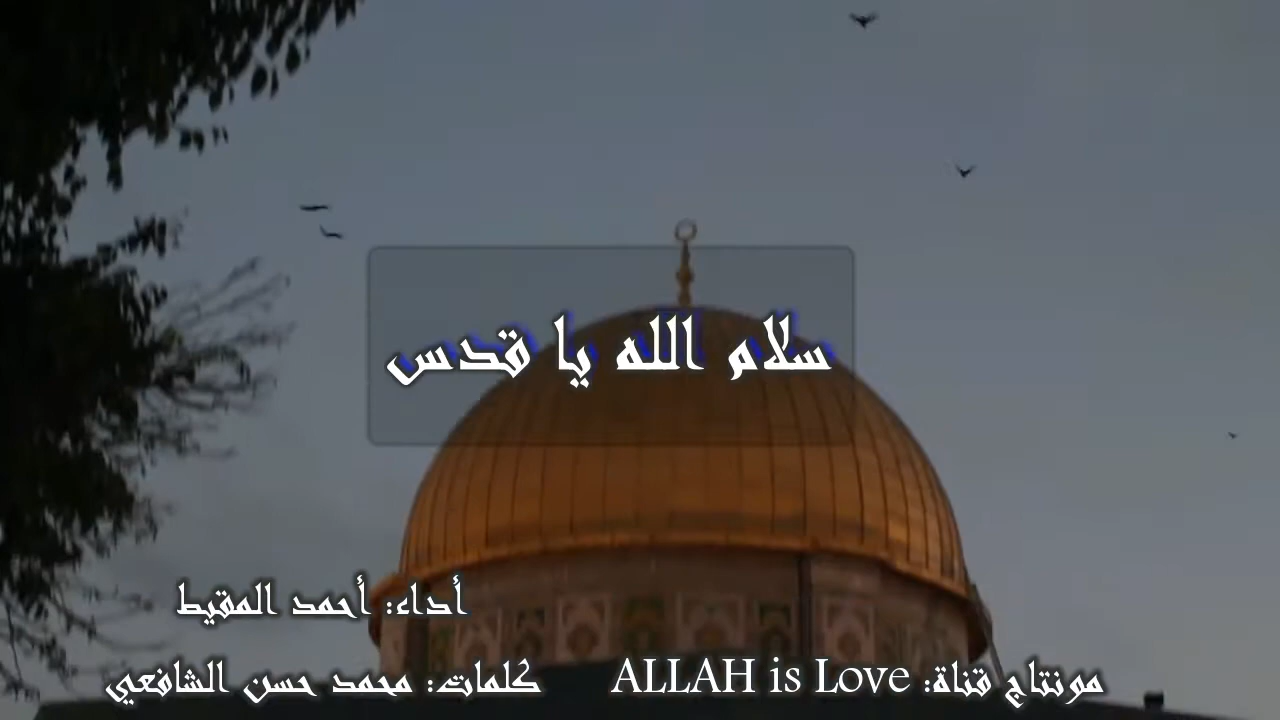 سلام الله يا قدس
أداء: أحمد المقيط
مونتاج قناة: ALLAH is Love
كلمات: محمد حسن الشافعي